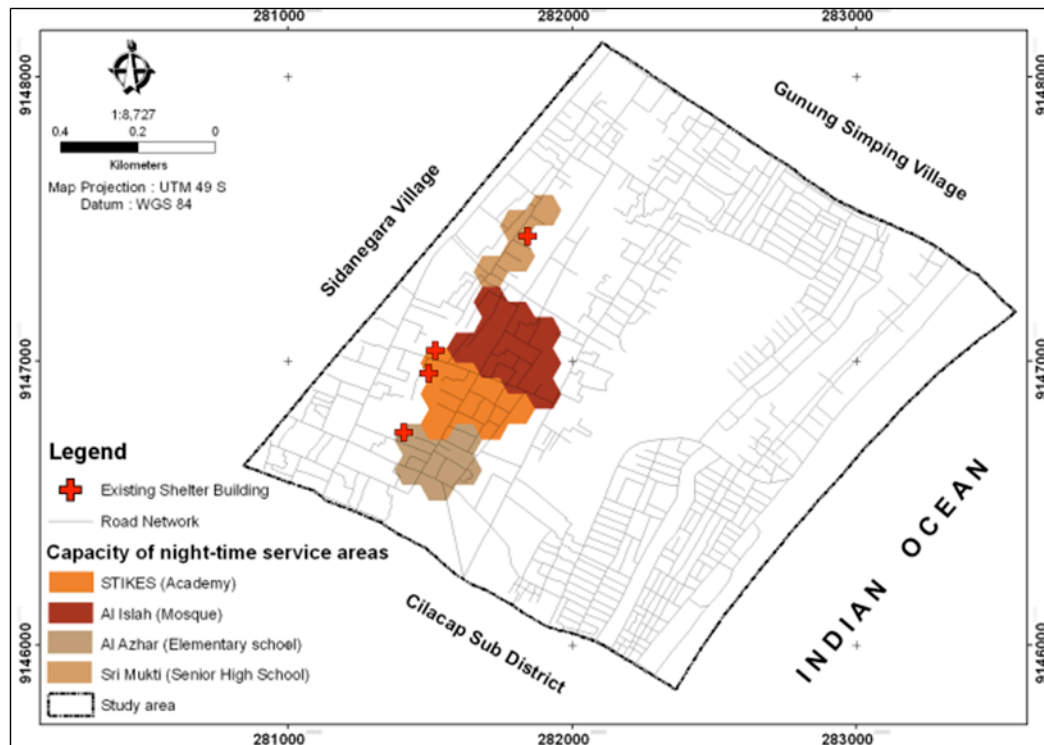 281000
282000
283000
9148000
9148000
1:8,727
0.4
0.2
0
Kilometers
Map Projection : UTM 49 S
Datum : WGS 84
Gunung Simping Village
Sidanegara Village
9147000
9147000
Legend
Existing Shelter Building
Road Network
Capacity of night-time service areas
STIKES (Academy)
Al Islah (Mosque)
Al Azhar (Elementary school)
Sri Mukti (Senior High School)
Study area
Cilacap Sub District
INDIAN OCEAN
9146000
9146000
281000
282000
283000